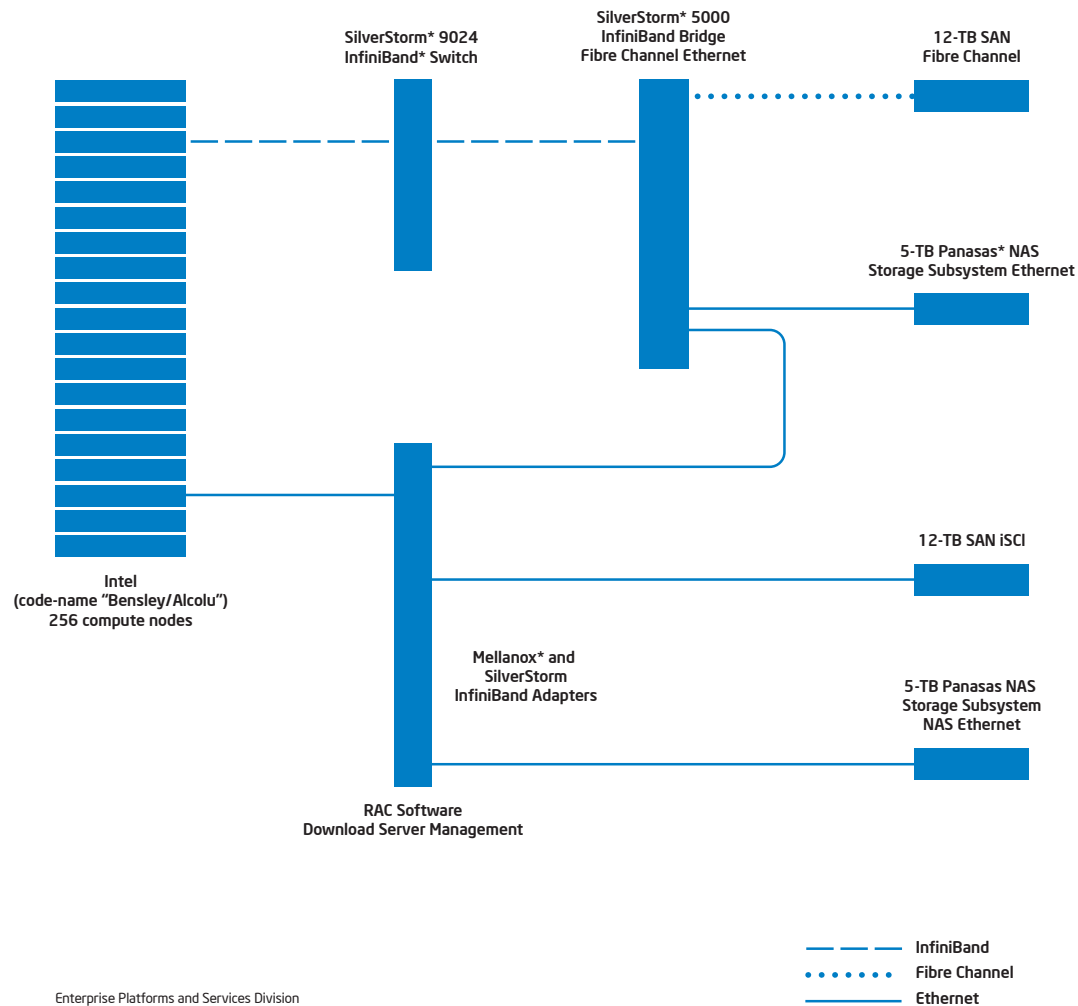 SilverStorm* 9024
InfiniBand* Switch
SilverStorm* 5000
InfiniBand Bridge
Fibre Channel Ethernet
12-TB SAN
Fibre Channel
5-TB Panasas* NAS
Storage Subsystem Ethernet
Intel
(code-name "Bensley/Alcolu")
256 compute nodes
12-TB SAN iSCI
Mellanox* and
SilverStorm
InfiniBand Adapters
5-TB Panasas NAS
Storage Subsystem
NAS Ethernet
RAC Software
Download Server Management
InfiniBand
Fibre Channel
Ethernet
Enterprise Platforms and Services Division